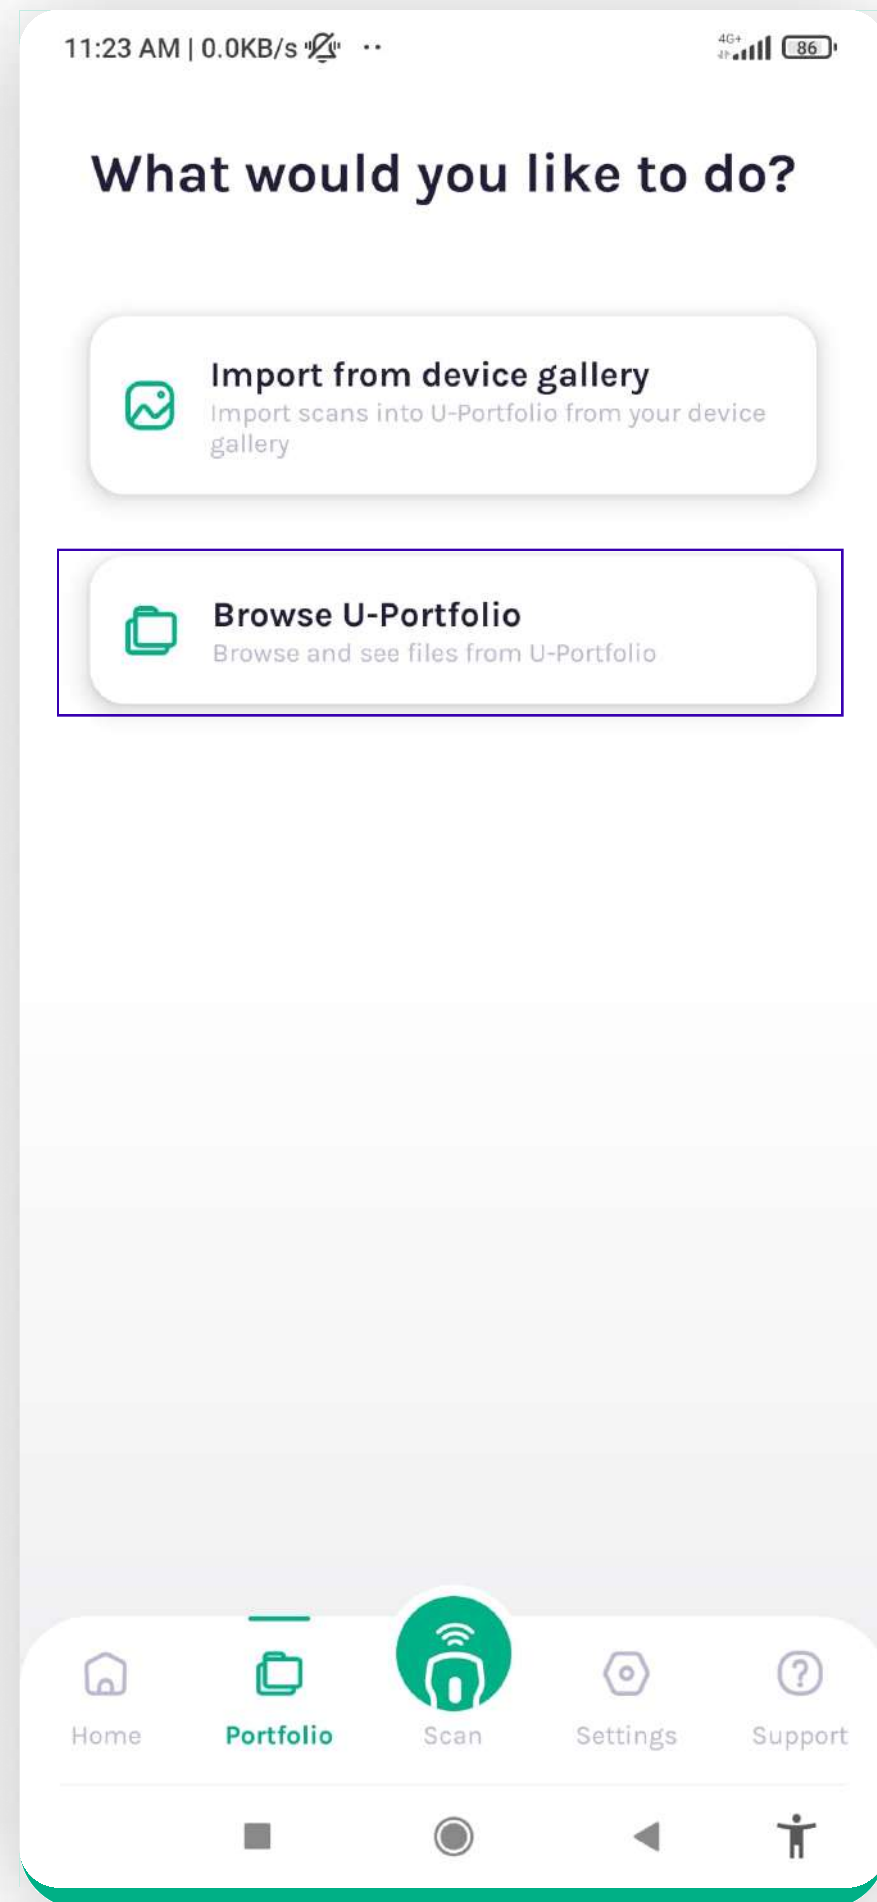 11:23 AM | 0.0KB/s
4G+
86
What would you like to do?
Import from device gallery
Import scans into U-Portfolio from your device
gallery
Browse U-Portfolio
Browse and see files from U-Portfolio
Home
Portfolio
Scan
Settings
Support